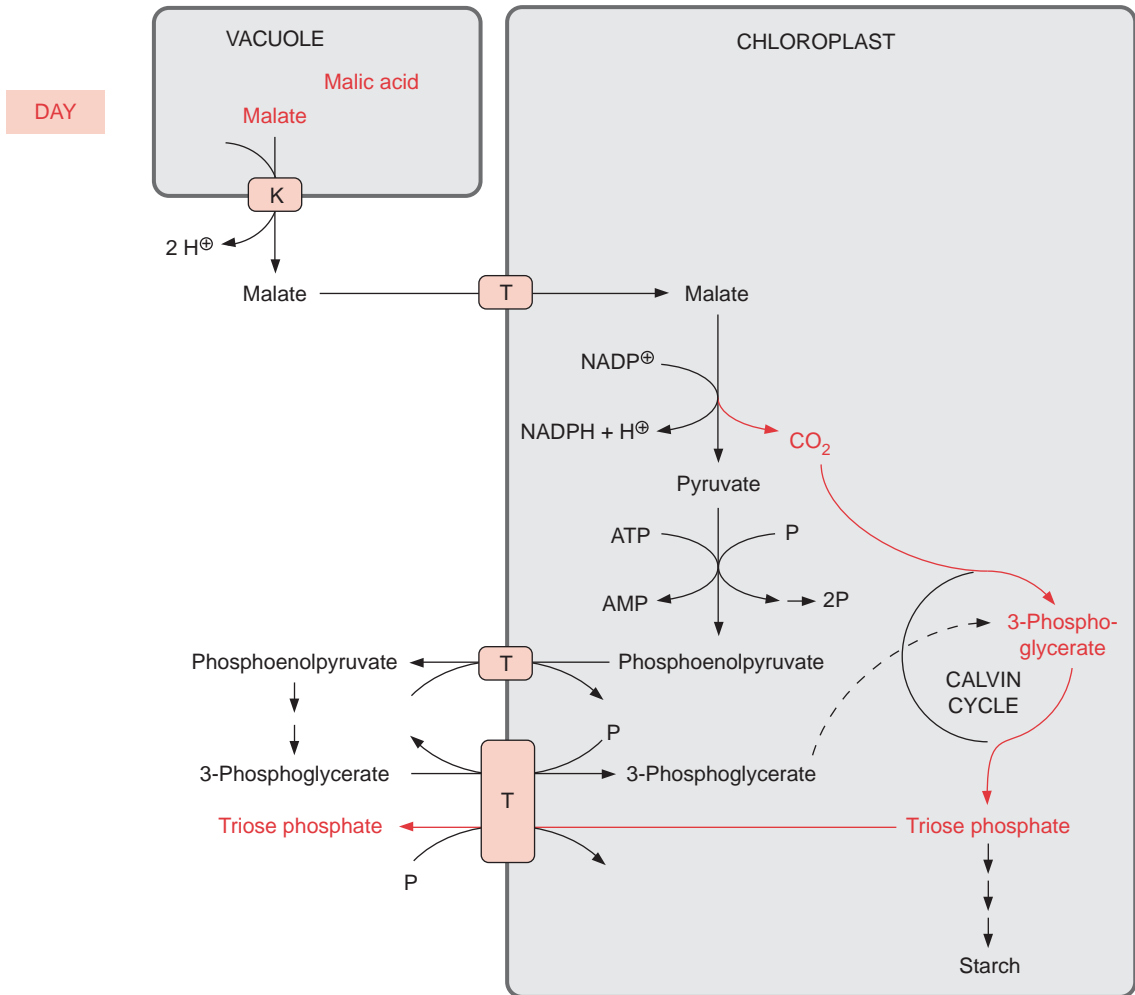 VACUOLE
CHLOROPLAST
Malic acid
DAY
Malate
K
2 H⊕
Malate
T
Malate
NADP⊕
NADPH + H⊕
CO₂
Pyruvate
ATP
P
AMP
2P
3-Phospho-
glycerate
Phosphoenolpyruvate
T
Phosphoenolpyruvate
CALVIN
CYCLE
P
3-Phosphoglycerate
T
3-Phosphoglycerate
Triose phosphate
Triose phosphate
P
Starch